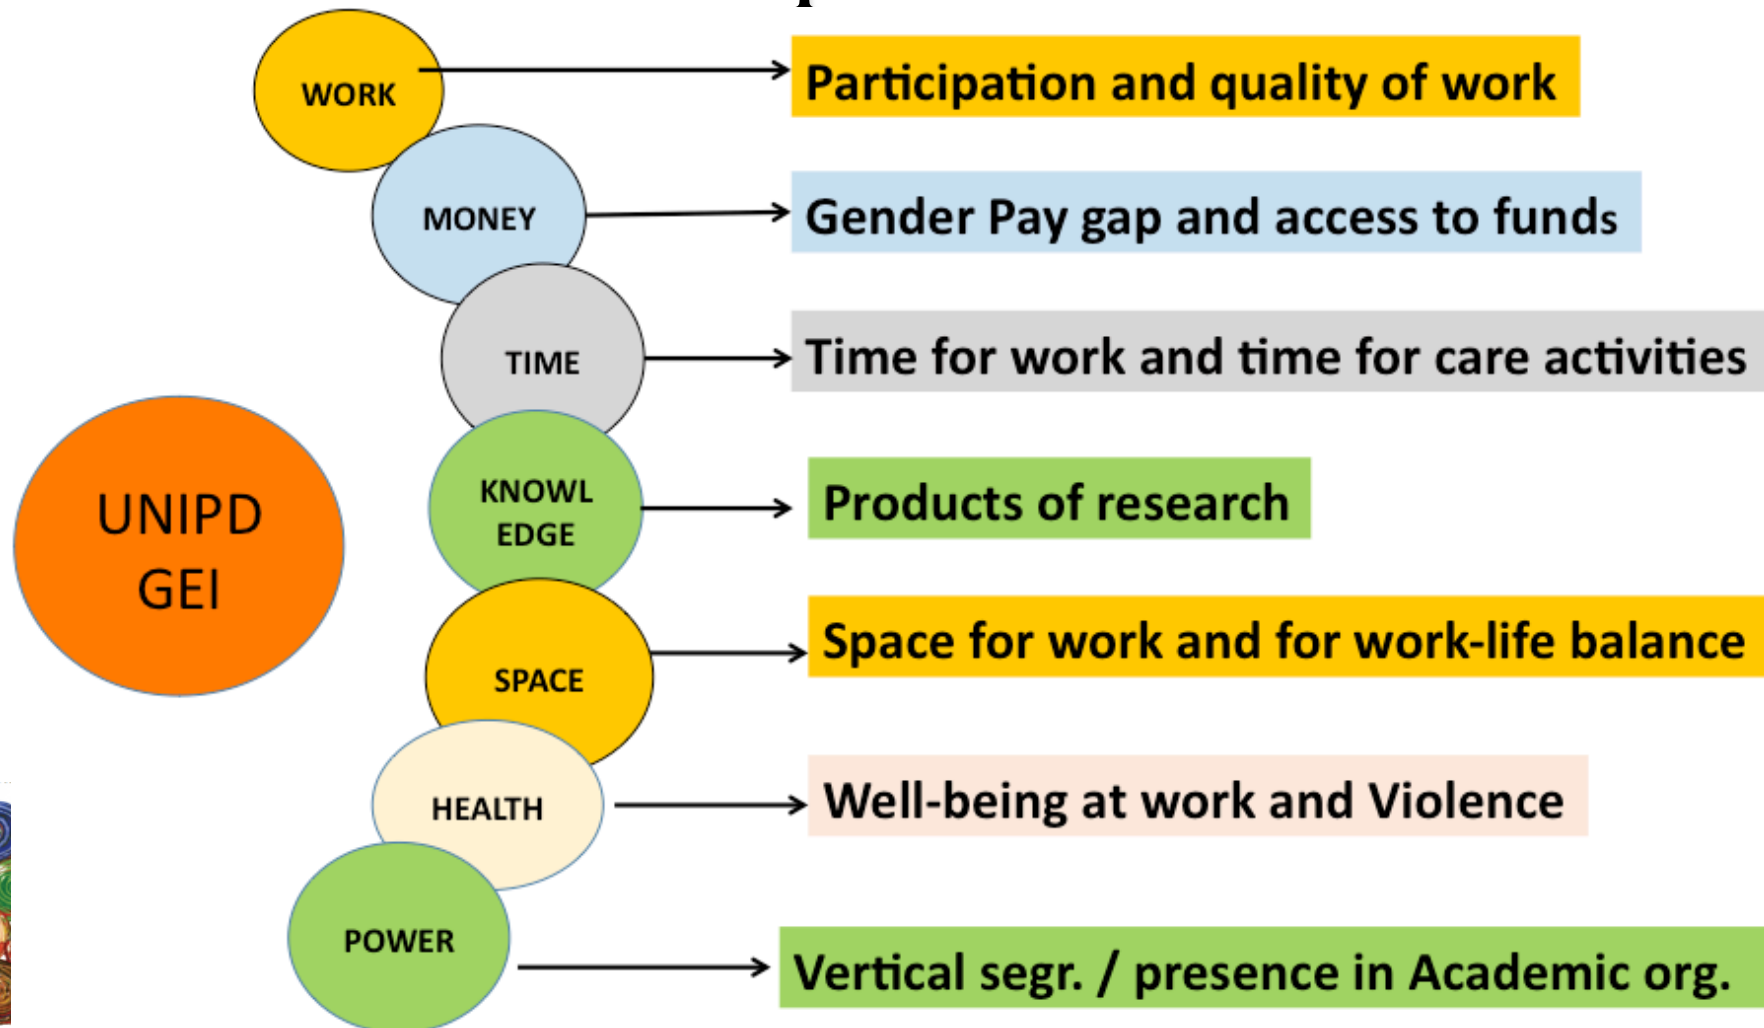 WORK
Participation and quality of work
MONEY
Gender Pay gap and access to funds
TIME
Time for work and time for care activities
UNIPD
GEI
KNOWL
EDGE
Products of research
SPACE
Space for work and for work-life balance
HEALTH
Well-being at work and Violence
POWER
Vertical segr. / presence in Academic org.